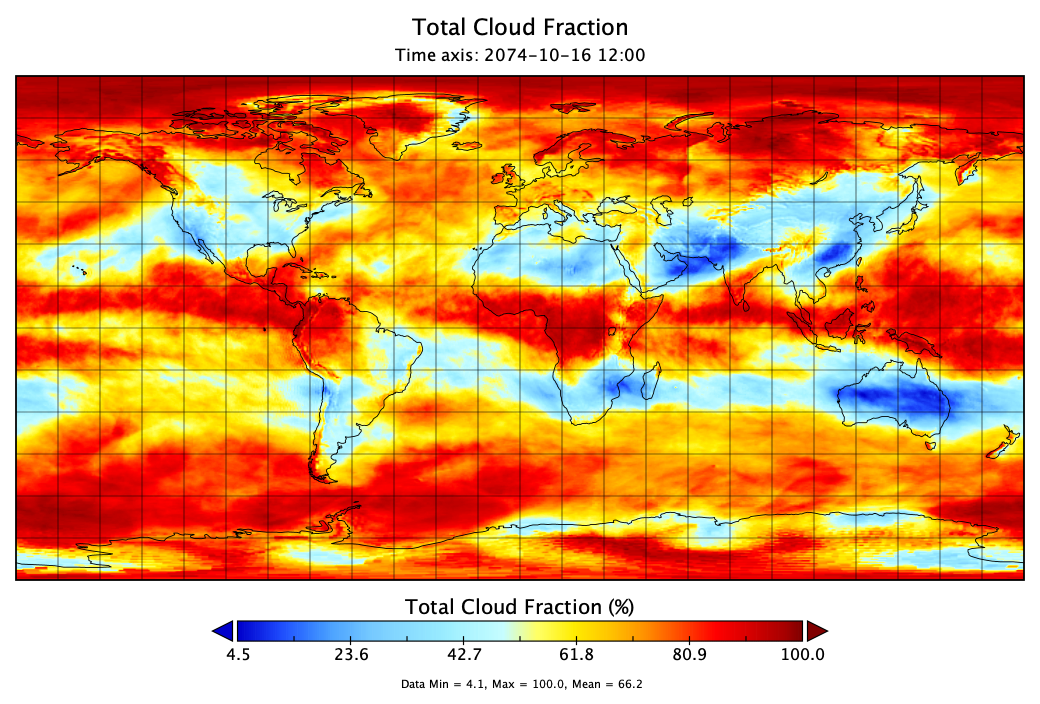 Total Cloud Fraction
Time axis: 2074-10-16 12:00
Total Cloud Fraction (%)
4.5 23.6 42.7 61.8 80.9 100.0
Data Min = 4.1, Max = 100.0, Mean = 66.2